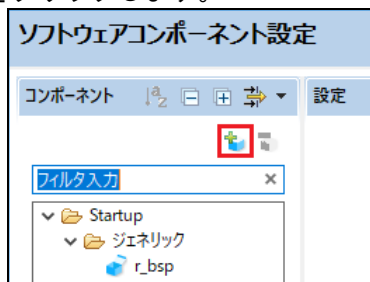 ソフトウェアコンポーネント設定
コンポーネント
設定
フィルタ入力
Startup
ジェネリック
r_bsp